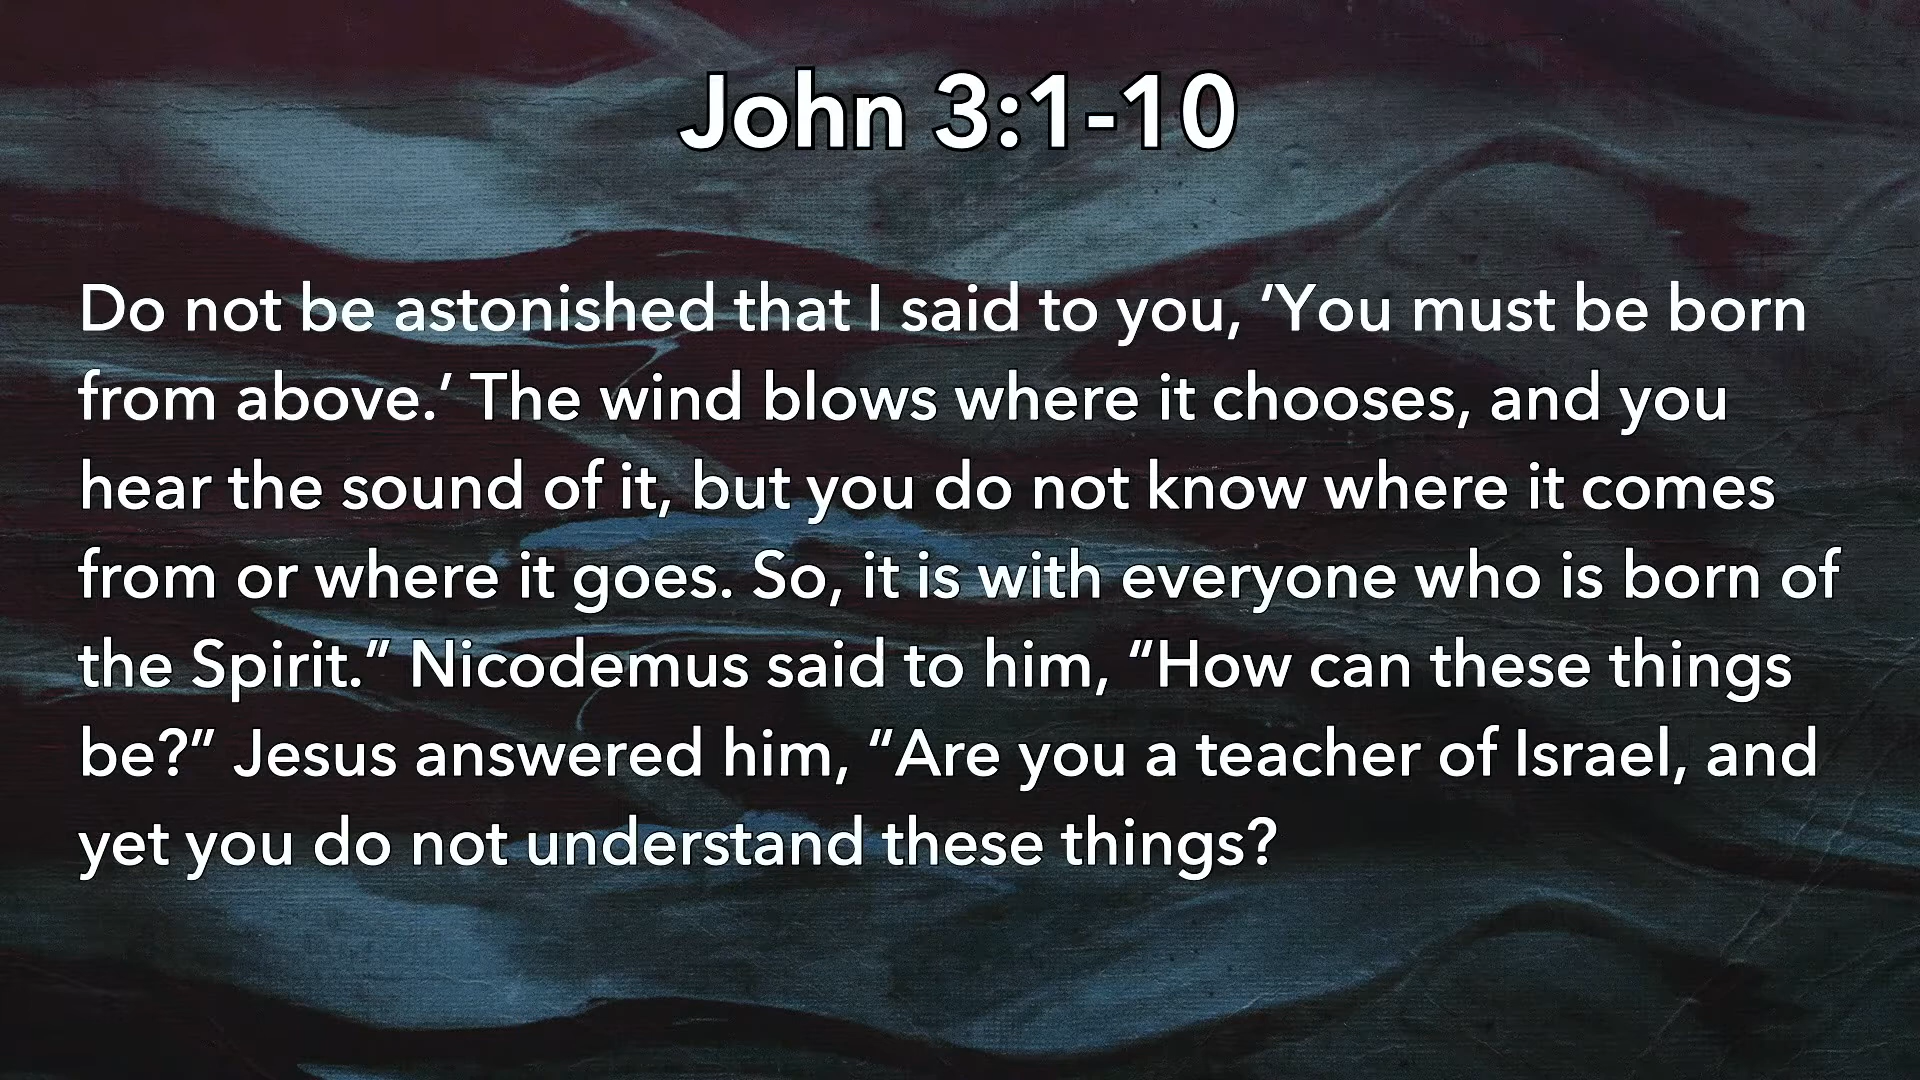 John 3:1-10
Do not be astonished that I said to you, ‘You must be born
from above.’ The wind blows where it chooses, and you
hear the sound of it, but you do not know where it comes
from or where it goes. So, it is with everyone who is born of
the Spirit.” Nicodemus said to him, “How can these things
be?” Jesus answered him, “Are you a teacher of Israel, and
yet you do not understand these things?